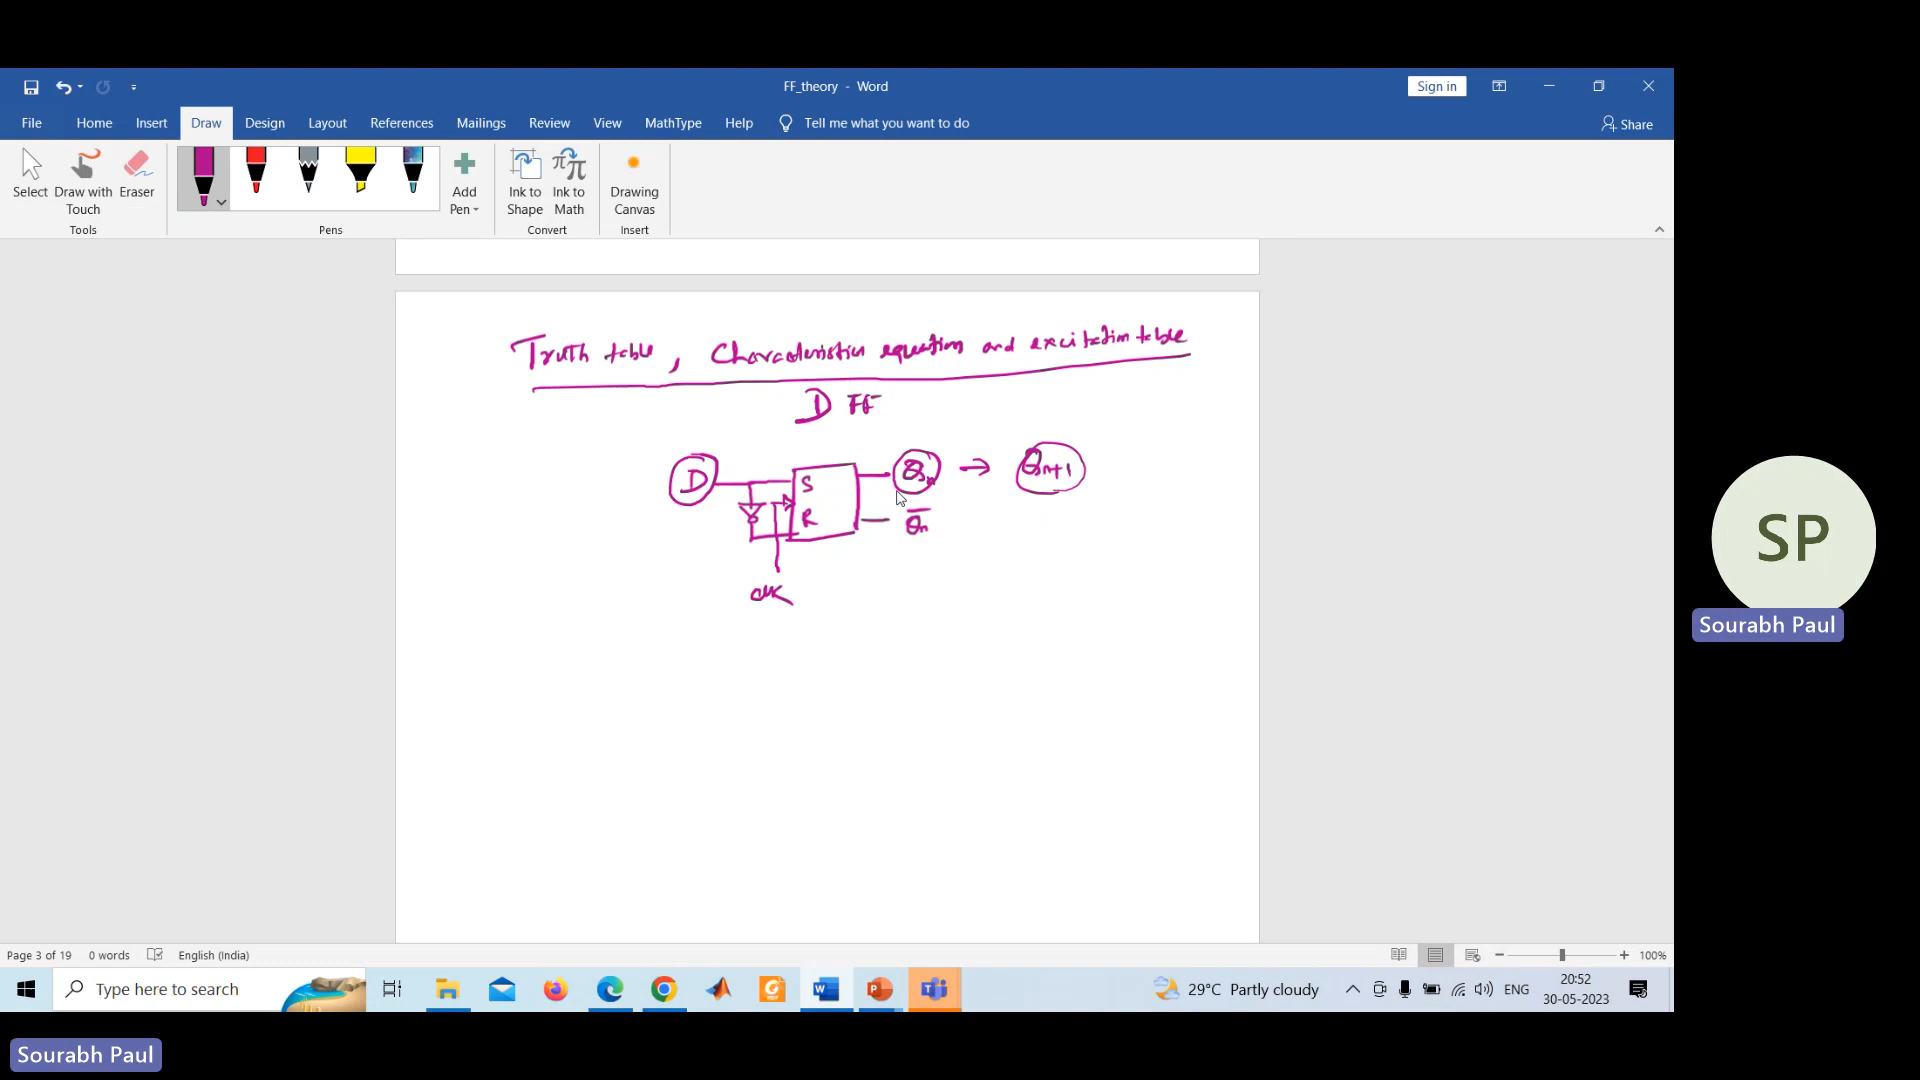 FF_theory - Word
Sign in
File Home Insert Draw Design Layout References Mailings Review View MathType Help Tell me what you want to do
Share
Select Draw with Touch Eraser
Add Pen
Ink to Shape Ink to Math
Drawing Canvas
Tools Pens Convert Insert
Truth table, Characteristics equation and excitation table
D FF
D S Qn → Qn+1
R Q̅n
clk
SP
Sourabh Paul
Page 3 of 19 0 words English (India) 100%
Type here to search
29°C Partly cloudy ENG 20:52
30-05-2023
Sourabh Paul